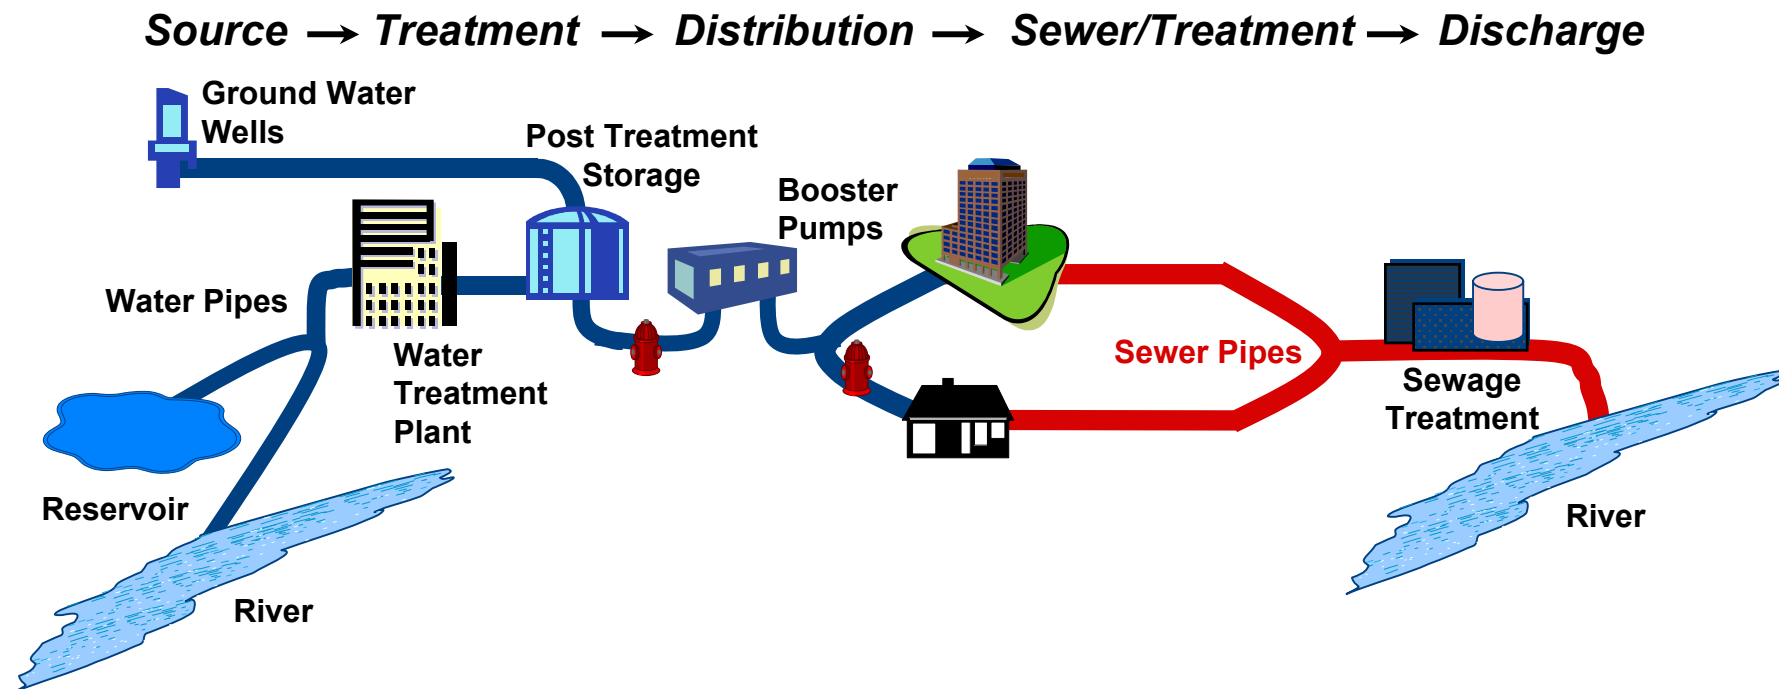 Source → Treatment → Distribution → Sewer/Treatment → Discharge
Ground Water
Wells
Post Treatment
Storage
Booster
Pumps
Water Pipes
Water
Treatment
Plant
Sewer Pipes
Sewage
Treatment
Reservoir
River
River